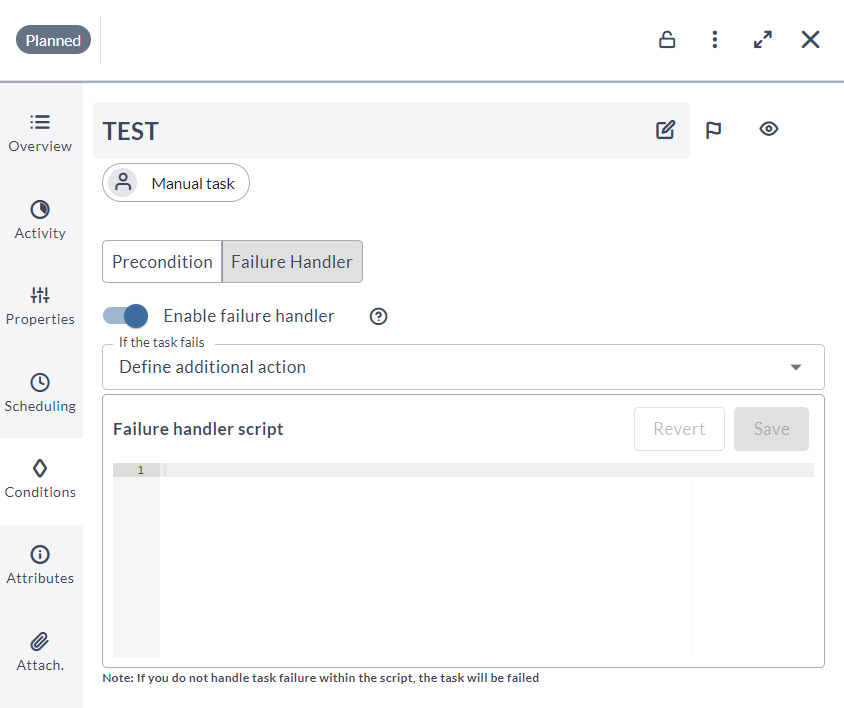 Planned
Overview
Activity
Properties
Scheduling
Conditions
Attributes
Attach.
TEST
Manual task
Precondition
Failure Handler
Enable failure handler
If the task fails
Define additional action
Failure handler script
Revert
Save
1
Note: If you do not handle task failure within the script, the task will be failed